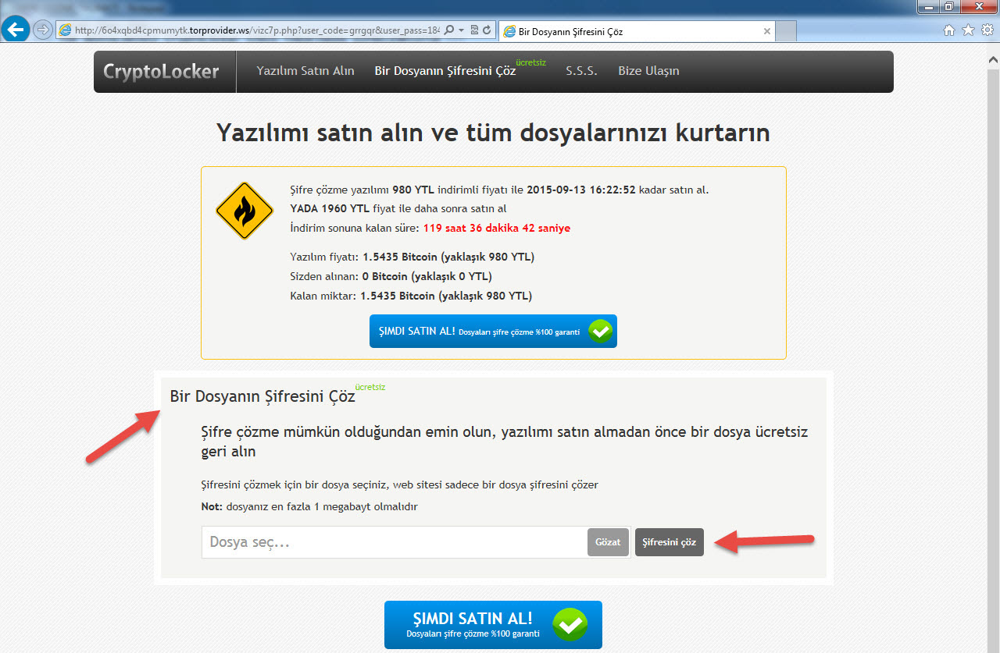 http://6o4xqbd4cpmumytk.torprovider.ws/vizc7p.php?user_code=grrgqr&user_pass=184
Bir Dosyanın Şifresini Çöz
CryptoLocker
Yazılım Satın Alın
Bir Dosyanın Şifresini Çöz ücretsiz
S.S.S.
Bize Ulaşın
Yazılımı satın alın ve tüm dosyalarınızı kurtarın
Şifre çözme yazılımı 980 YTL indirimli fiyatı ile 2015-09-13 16:22:52 kadar satın al.
YADA 1960 YTL fiyat ile daha sonra satın al
İndirim sonuna kalan süre: 119 saat 36 dakika 42 saniye
Yazılım fiyatı: 1.5435 Bitcoin (yaklaşık 980 YTL)
Sizden alınan: 0 Bitcoin (yaklaşık 0 YTL)
Kalan miktar: 1.5435 Bitcoin (yaklaşık 980 YTL)
ŞIMDI SATIN AL! Dosyaları şifre çözme %100 garanti
Bir Dosyanın Şifresini Çöz ücretsiz
Şifre çözme mümkün olduğundan emin olun, yazılımı satın almadan önce bir dosya ücretsiz
geri alın
Şifresini çözmek için bir dosya seçiniz, web sitesi sadece bir dosya şifresini çözer
Not: dosyanız en fazla 1 megabayt olmalıdır
Dosya seç...
Gözat
Şifresini çöz
ŞIMDI SATIN AL!
Dosyaları şifre çözme %100 garanti